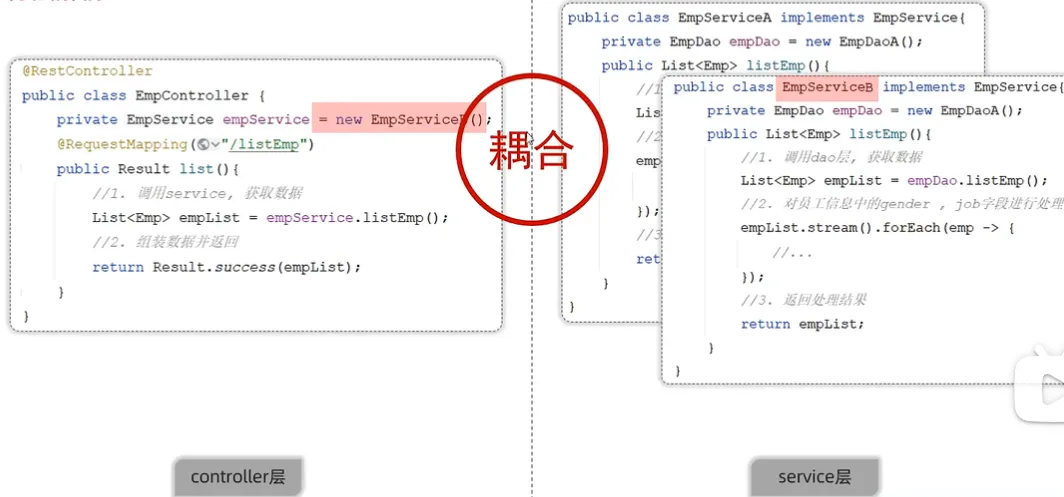 @RestController
public class EmpController {
private EmpService empService = new EmpService
();
@RequestMapping("/listEmp")
public Result list(){
//1. 调用service, 获取数据
List<Emp> empList = empService.listEmp();
//2. 组装数据并返回
return Result.success(empList);
}
}
controller层
耦合
public class EmpServiceA implements EmpService{
private EmpDao empDao = new EmpDaoA();
public List<Emp> listEmp(){
//1
Lis
//2
emp
});
//3
ret
}
}
public class EmpServiceB implements EmpService{
private EmpDao empDao = new EmpDaoA();
public List<Emp> listEmp(){
//1. 调用dao层, 获取数据
List<Emp> empList = empDao.listEmp();
//2. 对员工信息中的gender , job字段进行处理
empList.stream().forEach(emp -> {
//...
});
//3. 返回处理结果
return empList;
}
}
service层